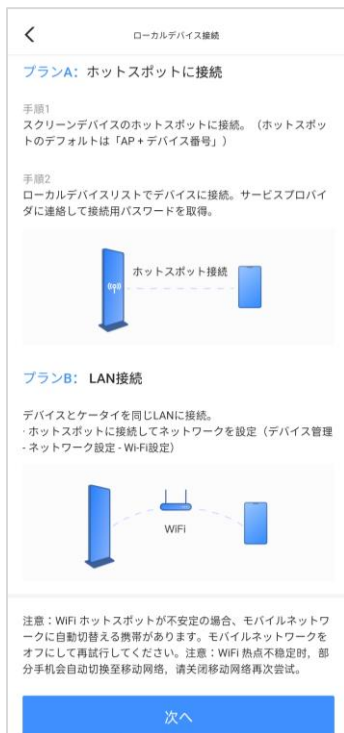 ローカルデバイス接続
プランA：ホットスポットに接続
手順1
スクリーンデバイスのホットスポットに接続。（ホットスポッ
トのデフォルトは「AP + デバイス番号」）
手順2
ローカルデバイスリストでデバイスに接続。サービスプロバイ
ダに連絡して接続用パスワードを取得。
ホットスポット接続
プランB： LAN接続
デバイスとケータイを同じLANに接続。
· ホットスポットに接続してネットワークを設定（デバイス管理
- ネットワーク設定 - Wi-Fi設定）
WiFi
注意：WiFi ホットスポットが不安定の場合、モバイルネットワ
ークに自動切替える携帯があります。モバイルネットワークを
オフにして再試行してください。注意：WiFi 热点不稳定时，部
分手机会自动切换至移动网络，请关闭移动网络再次尝试。
次へ